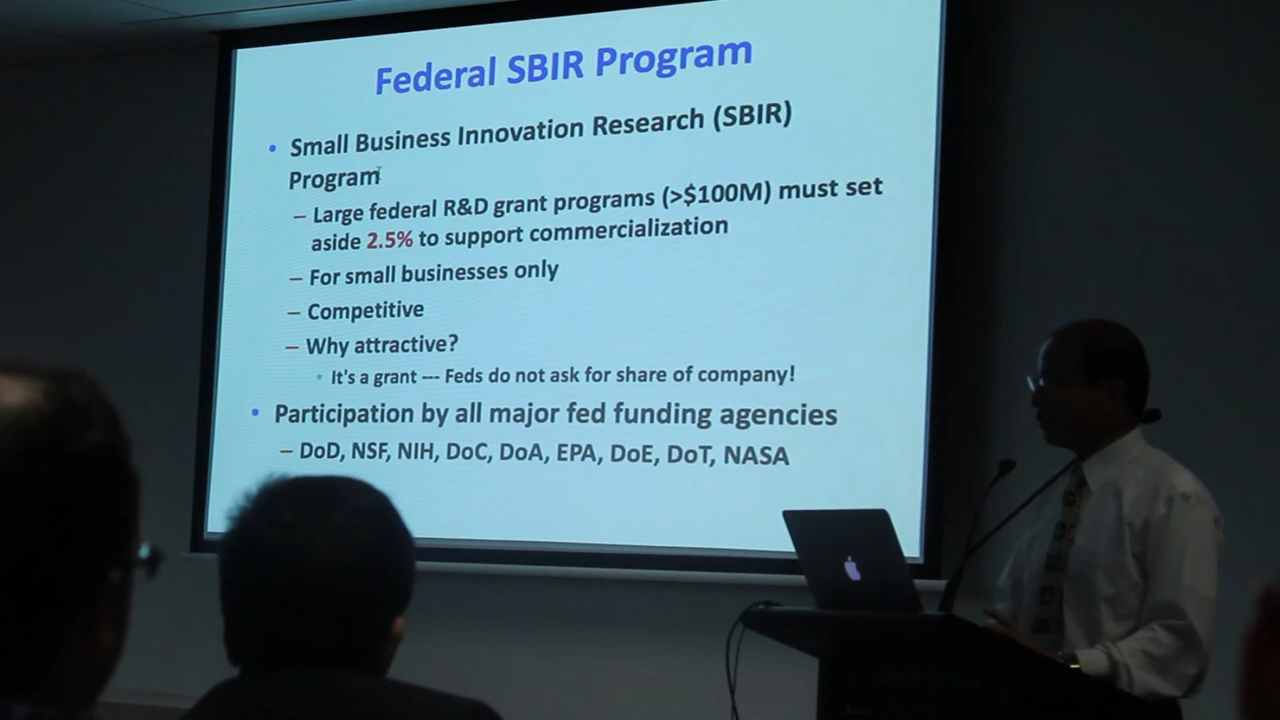 Federal SBIR Program
• Small Business Innovation Research (SBIR)
Program
– Large federal R&D grant programs (>$100M) must set
aside 2.5% to support commercialization
– For small businesses only
– Competitive
– Why attractive?
• It's a grant --- Feds do not ask for share of company!
• Participation by all major fed funding agencies
– DoD, NSF, NIH, DoC, DoA, EPA, DoE, DoT, NASA